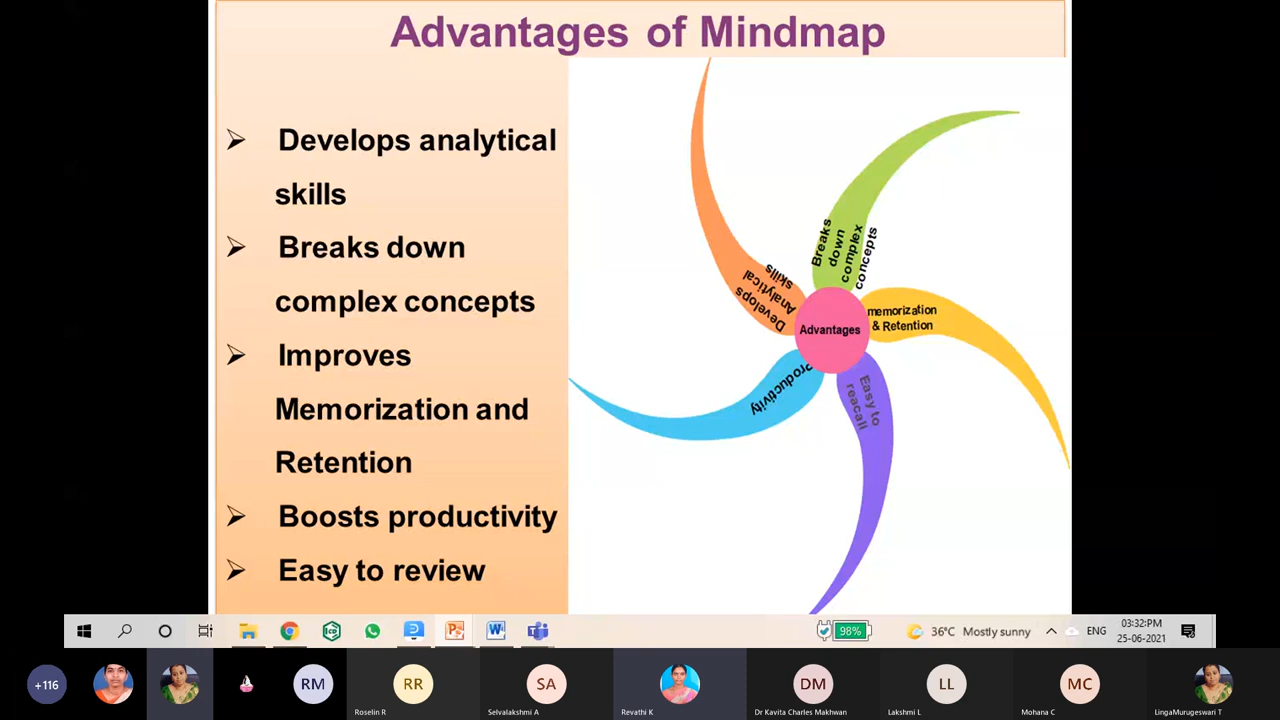 Advantages of Mindmap
Develops analytical
skills
Breaks down
complex concepts
Improves
Memorization and
Retention
Boosts productivity
Easy to review
Breaks
down
complex
concepts
Develops
Analytical
skills
memorization
& Retention
Advantages
Productivity
Easy to
reacall
98%
36°C Mostly sunny
ENG
03:32:PM
25-06-2021
+116
RM
RR
Roselin R
SA
Selvalakshmi A
Revathi K
DM
Dr Kavita Charles Makhwan
LL
Lakshmi L
MC
Mohana C
LingaMurugeswari T